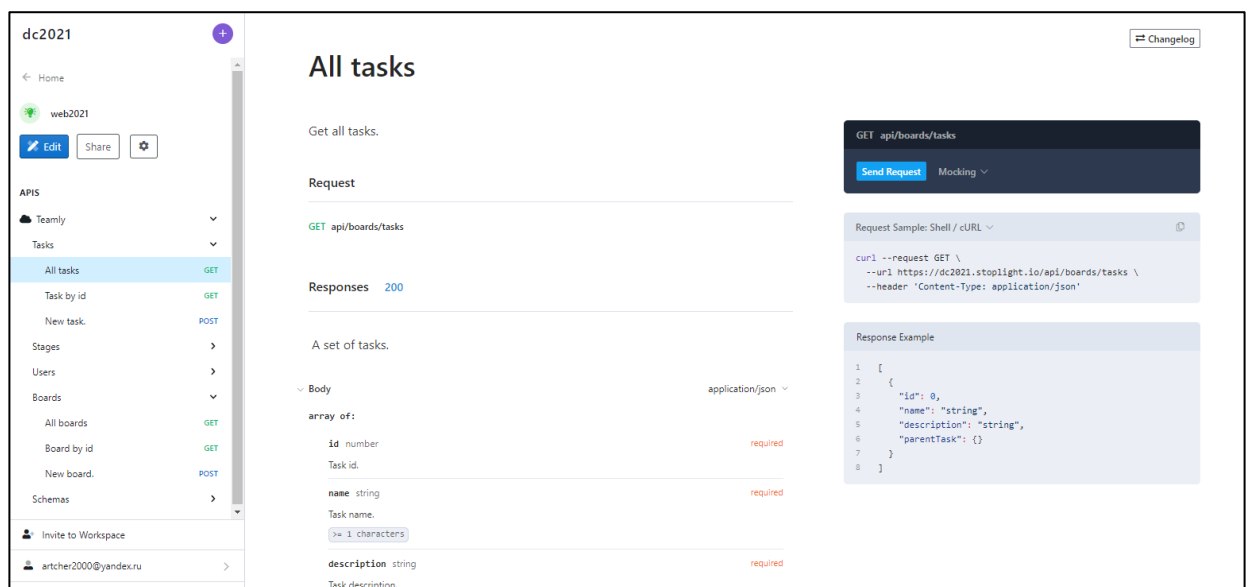 dc2021
+
Home
web2021
Edit
Share
APIS
Teamly
Tasks
All tasks GET
Task by id GET
New task. POST
Stages
Users
Boards
All boards GET
Board by id GET
New board. POST
Schemas
Invite to Workspace
artcher2000@yandex.ru
Changelog
All tasks
Get all tasks.
Request
GET api/boards/tasks
Responses 200
A set of tasks.
Body application/json
array of:
id number required
Task id.
name string required
Task name.
>= 1 characters
description string required
Task description.
GET api/boards/tasks
Send Request Mocking
Request Sample: Shell / cURL
curl --request GET \
--url https://dc2021.stoplight.io/api/boards/tasks \
--header 'Content-Type: application/json'
Response Example
1 [
2 {
3 "id": 0,
4 "name": "string",
5 "description": "string",
6 "parentTask": {}
7 }
8 ]